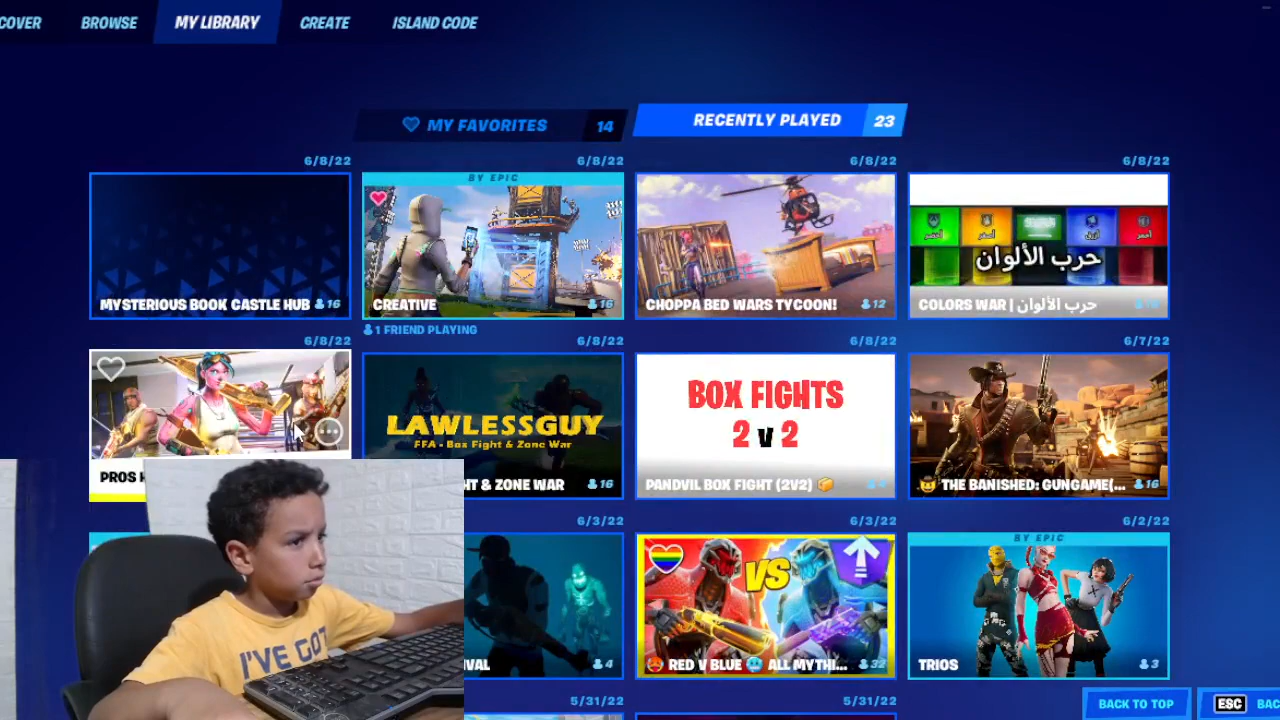 COVER BROWSE MY LIBRARY CREATE ISLAND CODE
MY FAVORITES 14 RECENTLY PLAYED 23
6/8/22 6/8/22 6/8/22 6/8/22
BY EPIC
أخضر أصفر أزرق أحمر
حرب الألوان
MYSTERIOUS BOOK CASTLE HUB 16 CREATIVE 16 CHOPPA BED WARS TYCOON! 12 COLORS WAR | حرب الألوان
1 FRIEND PLAYING
6/8/22 6/8/22 6/8/22 6/7/22
LAWLESSGUY
FFA - Box Fight & Zone War
BOX FIGHTS
2 v 2
PROS HT & ZONE WAR 16 PANDVIL BOX FIGHT (2V2) THE BANISHED: GUNGAME(... 16
6/3/22 6/3/22 6/2/22
BY EPIC
VS
IVAL 4 RED V BLUE ALL MYTHI... 32 TRIOS 3
I'VE GOT
5/31/22 5/31/22
BACK TO TOP ESC BAC